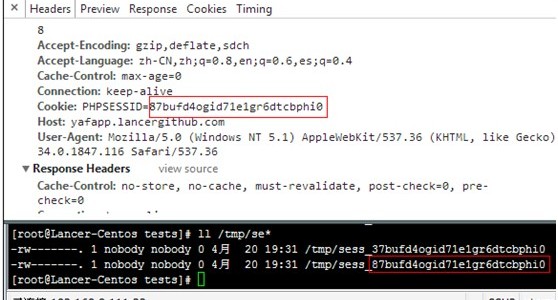 Headers Preview Response Cookies Timing
8
Accept-Encoding: gzip,deflate,sdch
Accept-Language: zh-CN,zh;q=0.8,en;q=0.6,es;q=0.4
Cache-Control: max-age=0
Connection: keep-alive
Cookie: PHPSESSID=87bufd4ogid71e1gr6dtcbphi0
Host: yafapp.lancergithub.com
User-Agent: Mozilla/5.0 (Windows NT 5.1) AppleWebKit/537.36 (KHTML, like Gecko)
34.0.1847.116 Safari/537.36
Response Headers view source
Cache-Control: no-store, no-cache, must-revalidate, post-check=0, pre-
check=0
[root@Lancer-Centos tests]# ll /tmp/se*
-rw-------. 1 nobody nobody 0 4月 20 19:31 /tmp/sess_37bufd4ogid71e1gr6dtcbphi0
-rw-------. 1 nobody nobody 0 4月 20 19:31 /tmp/sess_87bufd4ogid71e1gr6dtcbphi0
[root@Lancer-Centos tests]#